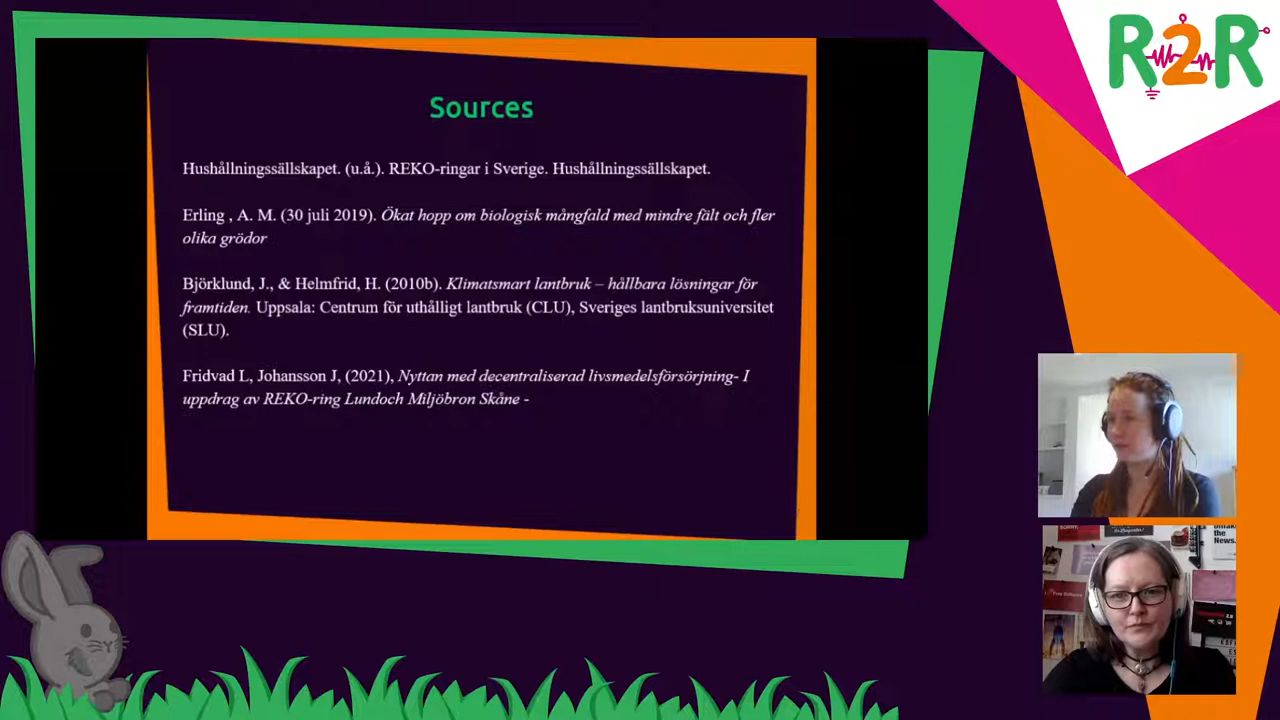 R2R
Sources
Hushållningssällskapet. (u.å.). REKO-ringar i Sverige. Hushållningssällskapet.
Erling , A. M. (30 juli 2019). Ökat hopp om biologisk mångfald med mindre fält och fler
olika grödor
Björklund, J., & Helmfrid, H. (2010b). Klimatsmart lantbruk – hållbara lösningar för
framtiden. Uppsala: Centrum för uthålligt lantbruk (CLU), Sveriges lantbruksuniversitet
(SLU).
Fridvad L, Johansson J, (2021), Nyttan med decentraliserad livsmedelsförsörjning- I
uppdrag av REKO-ring Lundoch Miljöbron Skåne -
the
News.